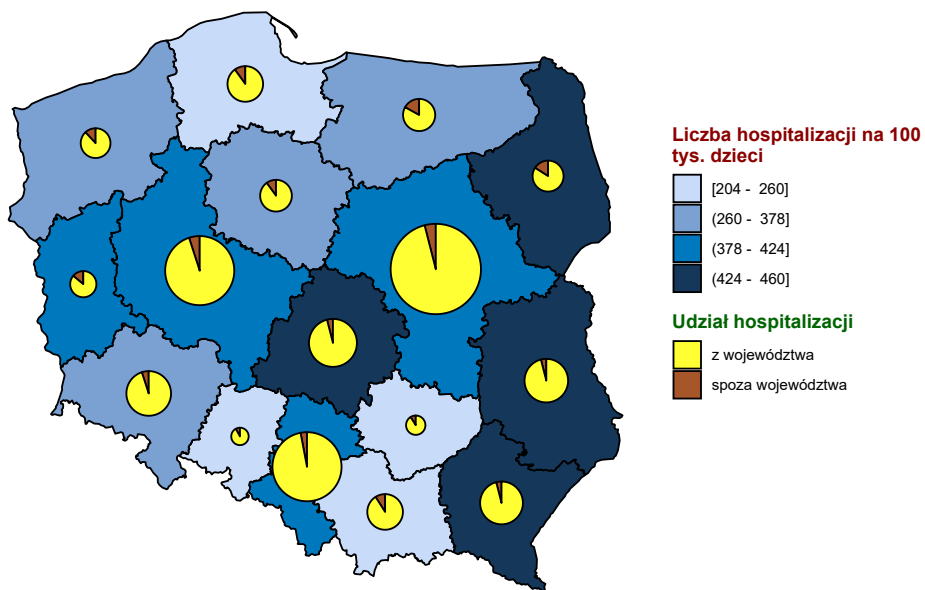 Liczba hospitalizacji na 100
tys. dzieci
[204 - 260]
(260 - 378]
(378 - 424]
(424 - 460]
Udział hospitalizacji
z województwa
spoza województwa